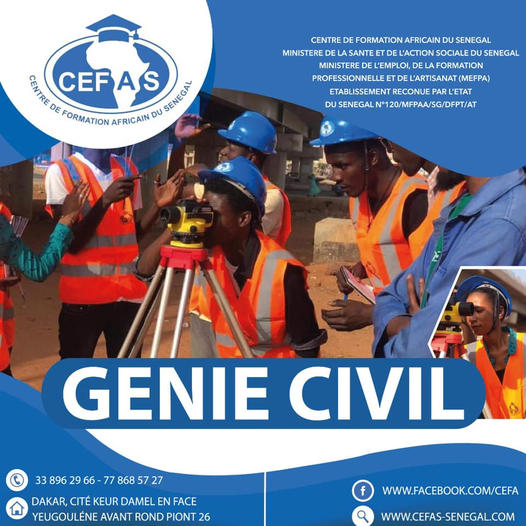 CEFAS
CENTRE DE FORMATION AFRICAIN DU SENEGAL
CENTRE DE FORMATION AFRICAIN DU SENEGAL
MINISTERE DE LA SANTE ET DE L'ACTION SOCIALE DU SENEGAL
MINISTERE DE L'EMPLOI, DE LA FORMATION
PROFESSIONNELLE ET DE L'ARTISANAT (MEFPA)
ETABLISSEMENT RECONUE PAR L'ETAT
DU SENEGAL N°120/MFPAA/SG/DFPT/AT
GENIE CIVIL
33 896 29 66 - 77 868 57 27
DAKAR, CITÉ KEUR DAMEL EN FACE
YEUGOULÉNE AVANT ROND PIONT 26
WWW.FACEBOOK.COM/CEFA
WWW.CEFAS-SENEGAL.COM